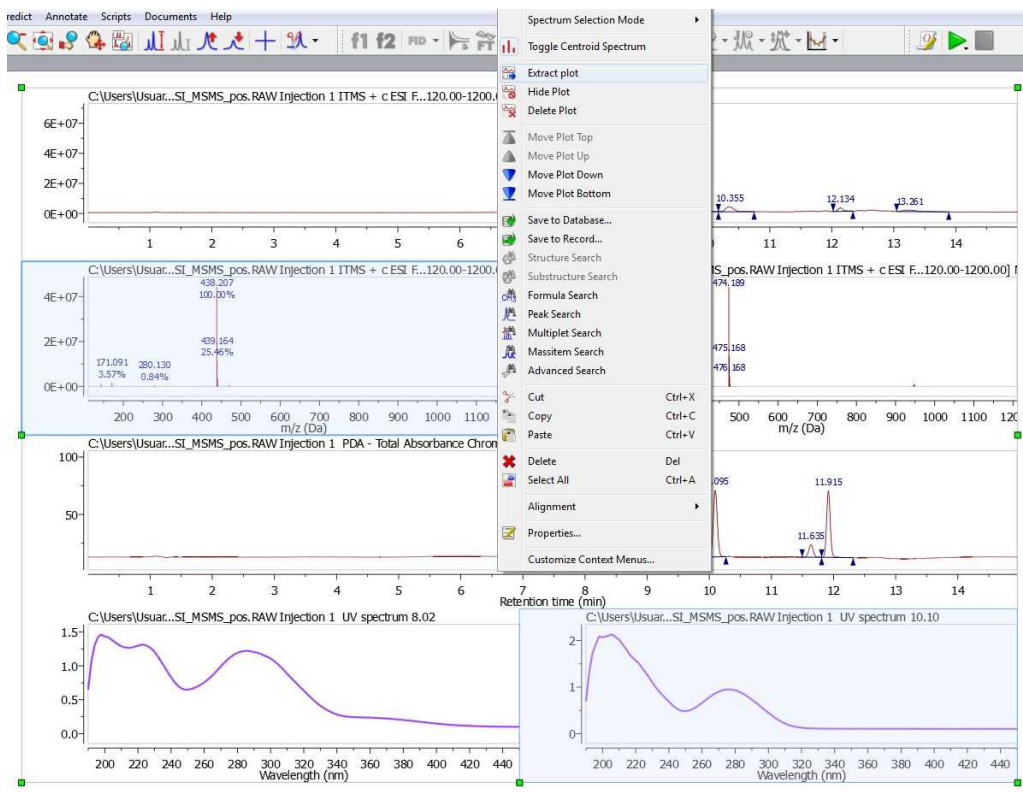 redict Annotate Scripts Documents Help
f1 f2 FID FT
Spectrum Selection Mode
Toggle Centroid Spectrum
Extract plot
Hide Plot
Delete Plot
Move Plot Top
Move Plot Up
Move Plot Down
Move Plot Bottom
Save to Database...
Save to Record...
Structure Search
Substructure Search
Formula Search
Peak Search
Multiplet Search
Massitem Search
Advanced Search
Cut Ctrl+X
Copy Ctrl+C
Paste Ctrl+V
Delete Del
Select All Ctrl+A
Alignment
Properties...
Customize Context Menus...
C:\Users\Usuar...SI_MSMS_pos.RAW Injection 1 ITMS + c ESI F...120.00-1200.
6E+07
4E+07
2E+07
0E+00
10.355 12.134 13.261
1 2 3 4 5 6 11 12 13 14
C:\Users\Usuar...SI_MSMS_pos.RAW Injection 1 ITMS + c ESI F...120.00-1200.
4E+07
2E+07
0E+00
438.207
100.00%
439.164
25.46%
171.091
3.57%
280.130
0.84%
200 300 400 500 600 700 800 900 1000 1100
m/z (Da)
IS_pos.RAW Injection 1 ITMS + c ESI F...120.00-1200.00]
474.189
475.168
476.168
500 600 700 800 900 1000 1100 120
m/z (Da)
C:\Users\Usuar...SI_MSMS_pos.RAW Injection 1 PDA - Total Absorbance Chrom
100
50
.095 11.635 11.915
1 2 3 4 5 6 7 8 9 10 11 12 13 14
Retention time (min)
C:\Users\Usuar...SI_MSMS_pos.RAW Injection 1 UV spectrum 8.02
1.5
1.0
0.5
0.0
200 220 240 260 280 300 320 340 360 380 400 420 440
Wavelength (nm)
C:\Users\Usuar...SI_MSMS_pos.RAW Injection 1 UV spectrum 10.10
2
1
0
200 220 240 260 280 300 320 340 360 380 400 420 440
Wavelength (nm)